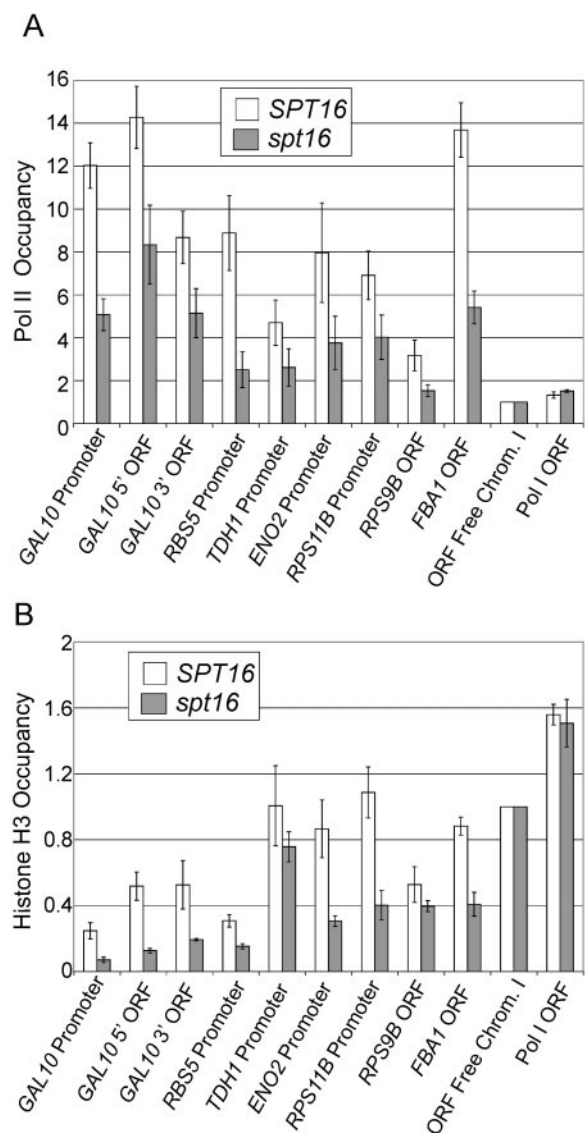 A
16
14
12
10
8
6
4
2
0
Pol II Occupancy
SPT16
spt16
GAL10 Promoter
GAL10 5' ORF
GAL10 3' ORF
RBS5 Promoter
TDH1 Promoter
ENO2 Promoter
RPS11B Promoter
RPS9B ORF
FBA1 ORF
ORF Free Chrom. I
Pol I ORF
B
2
1.6
1.2
0.8
0.4
0
Histone H3 Occupancy
SPT16
spt16
GAL10 Promoter
GAL10 5' ORF
GAL10 3' ORF
RBS5 Promoter
TDH1 Promoter
ENO2 Promoter
RPS11B Promoter
RPS9B ORF
FBA1 ORF
ORF Free Chrom. I
Pol I ORF